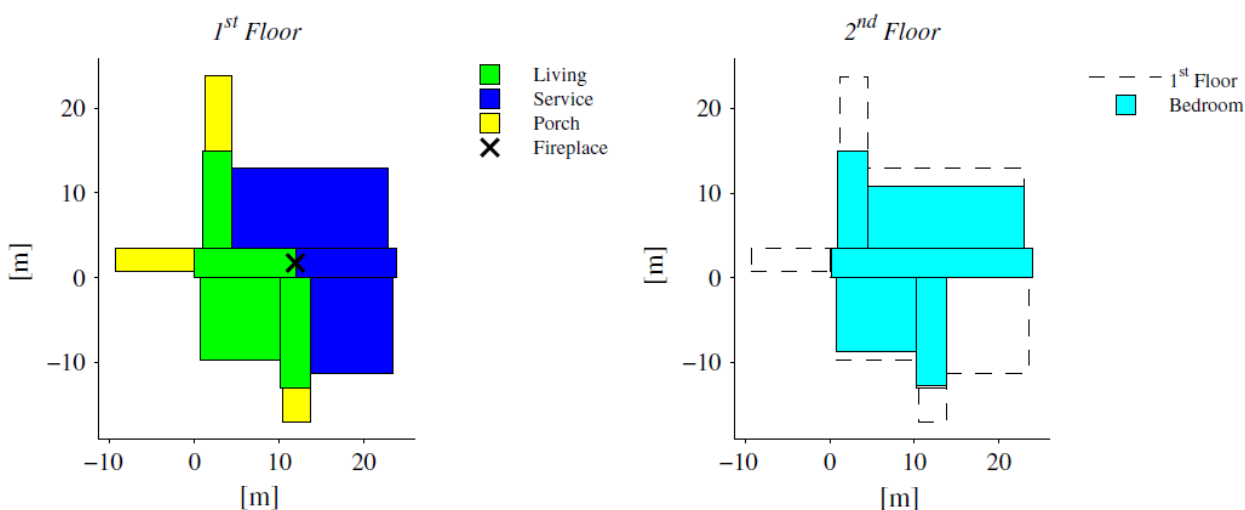 1st Floor
20
10
0
−10
[m]
−10 0 10 20
[m]
Living
Service
Porch
Fireplace
2nd Floor
20
10
0
−10
[m]
−10 0 10 20
[m]
1st Floor
Bedroom